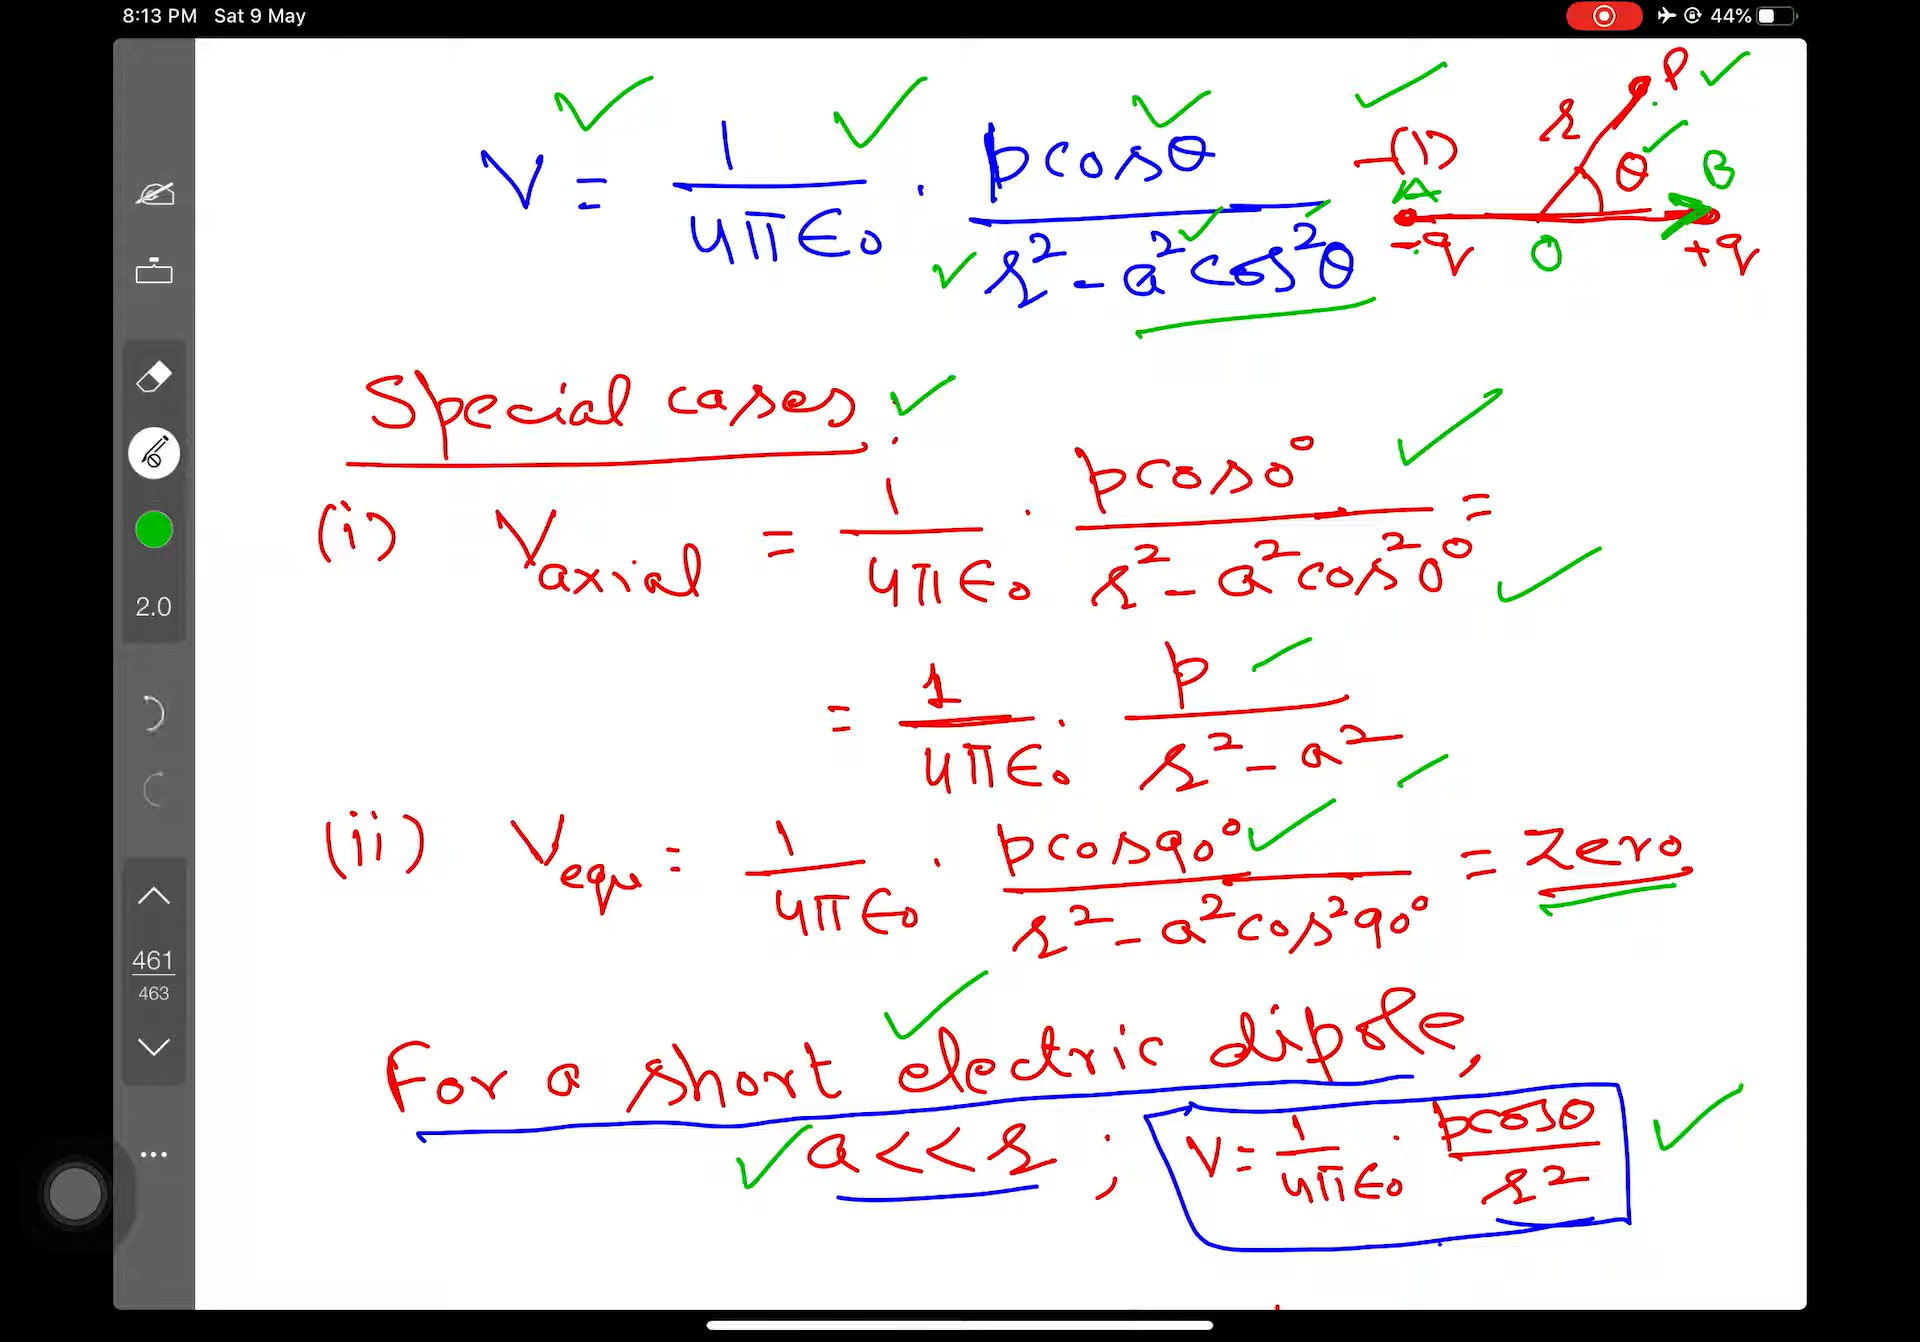 8:13 PM Sat 9 May
44%
V = 1/4πϵ₀ · pcosθ/r² - a²cos²θ -(1)
P
r
θ
A
B
-q
O
+q
Special cases
(i) V axial = 1/4πϵ₀ · pcos0°/r² - a²cos²0° =
= 1/4πϵ₀ · p/r² - a²
(ii) V equ = 1/4πϵ₀ · pcos90°/r² - a²cos²90° = Zero
For a short electric dipole,
a << r ; V = 1/4πϵ₀ · pcosθ/r²
2.0
461
463